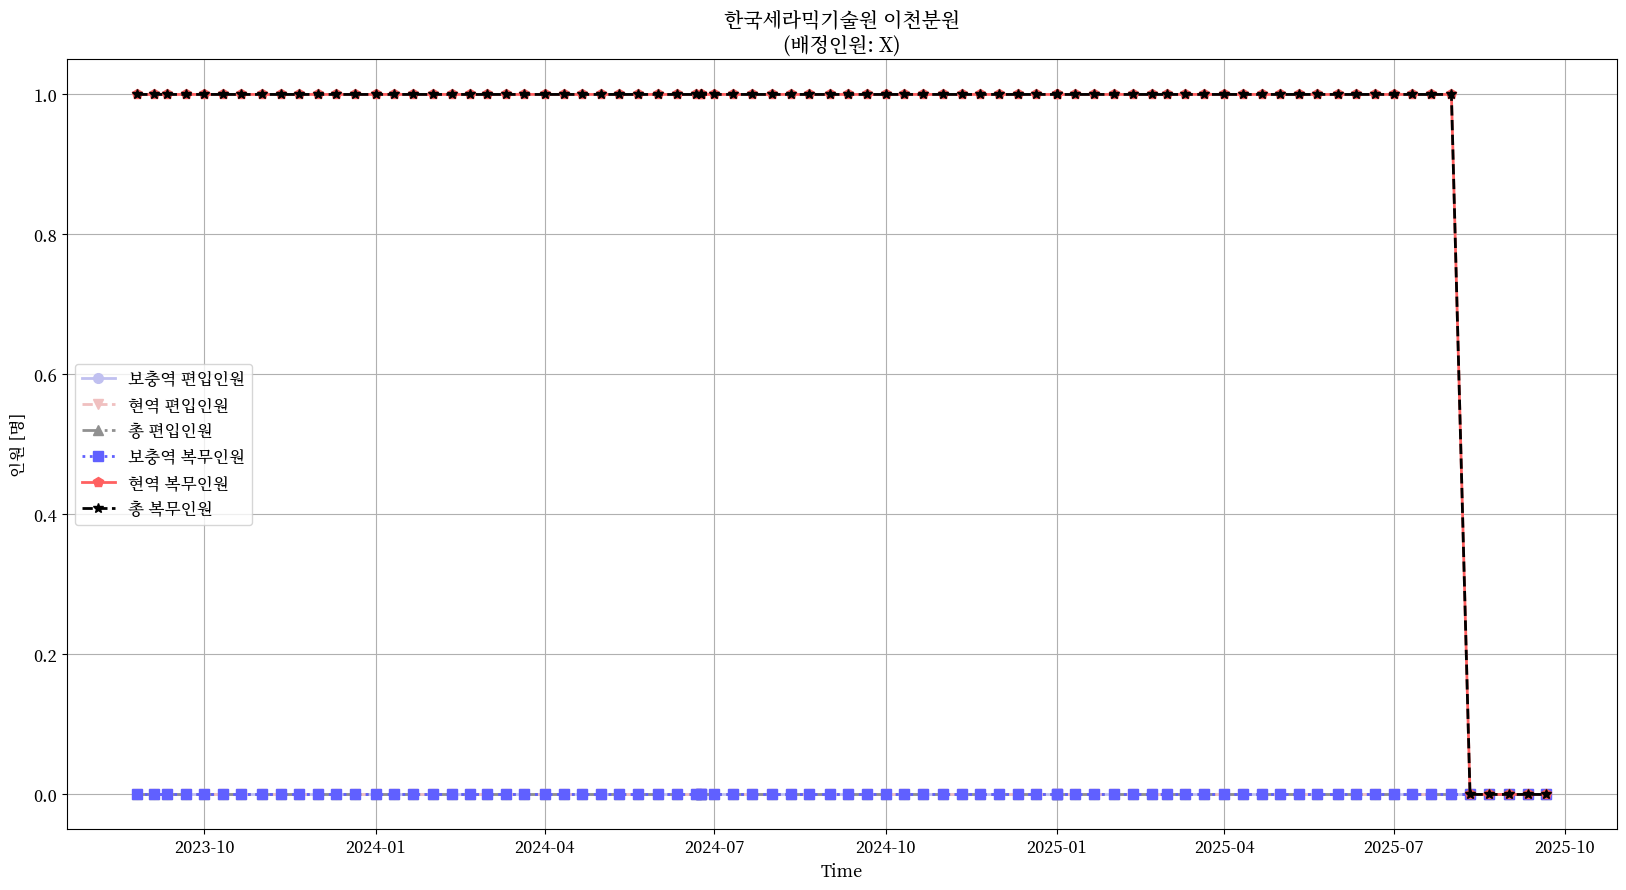 한국세라믹기술원 이천분원
(배정인원: X)
1.0
0.8
0.6
0.4
0.2
0.0
인원 [명]
보충역 편입인원
현역 편입인원
총 편입인원
보충역 복무인원
현역 복무인원
총 복무인원
2023-10
2024-01
2024-04
2024-07
2024-10
2025-01
2025-04
2025-07
2025-10
Time